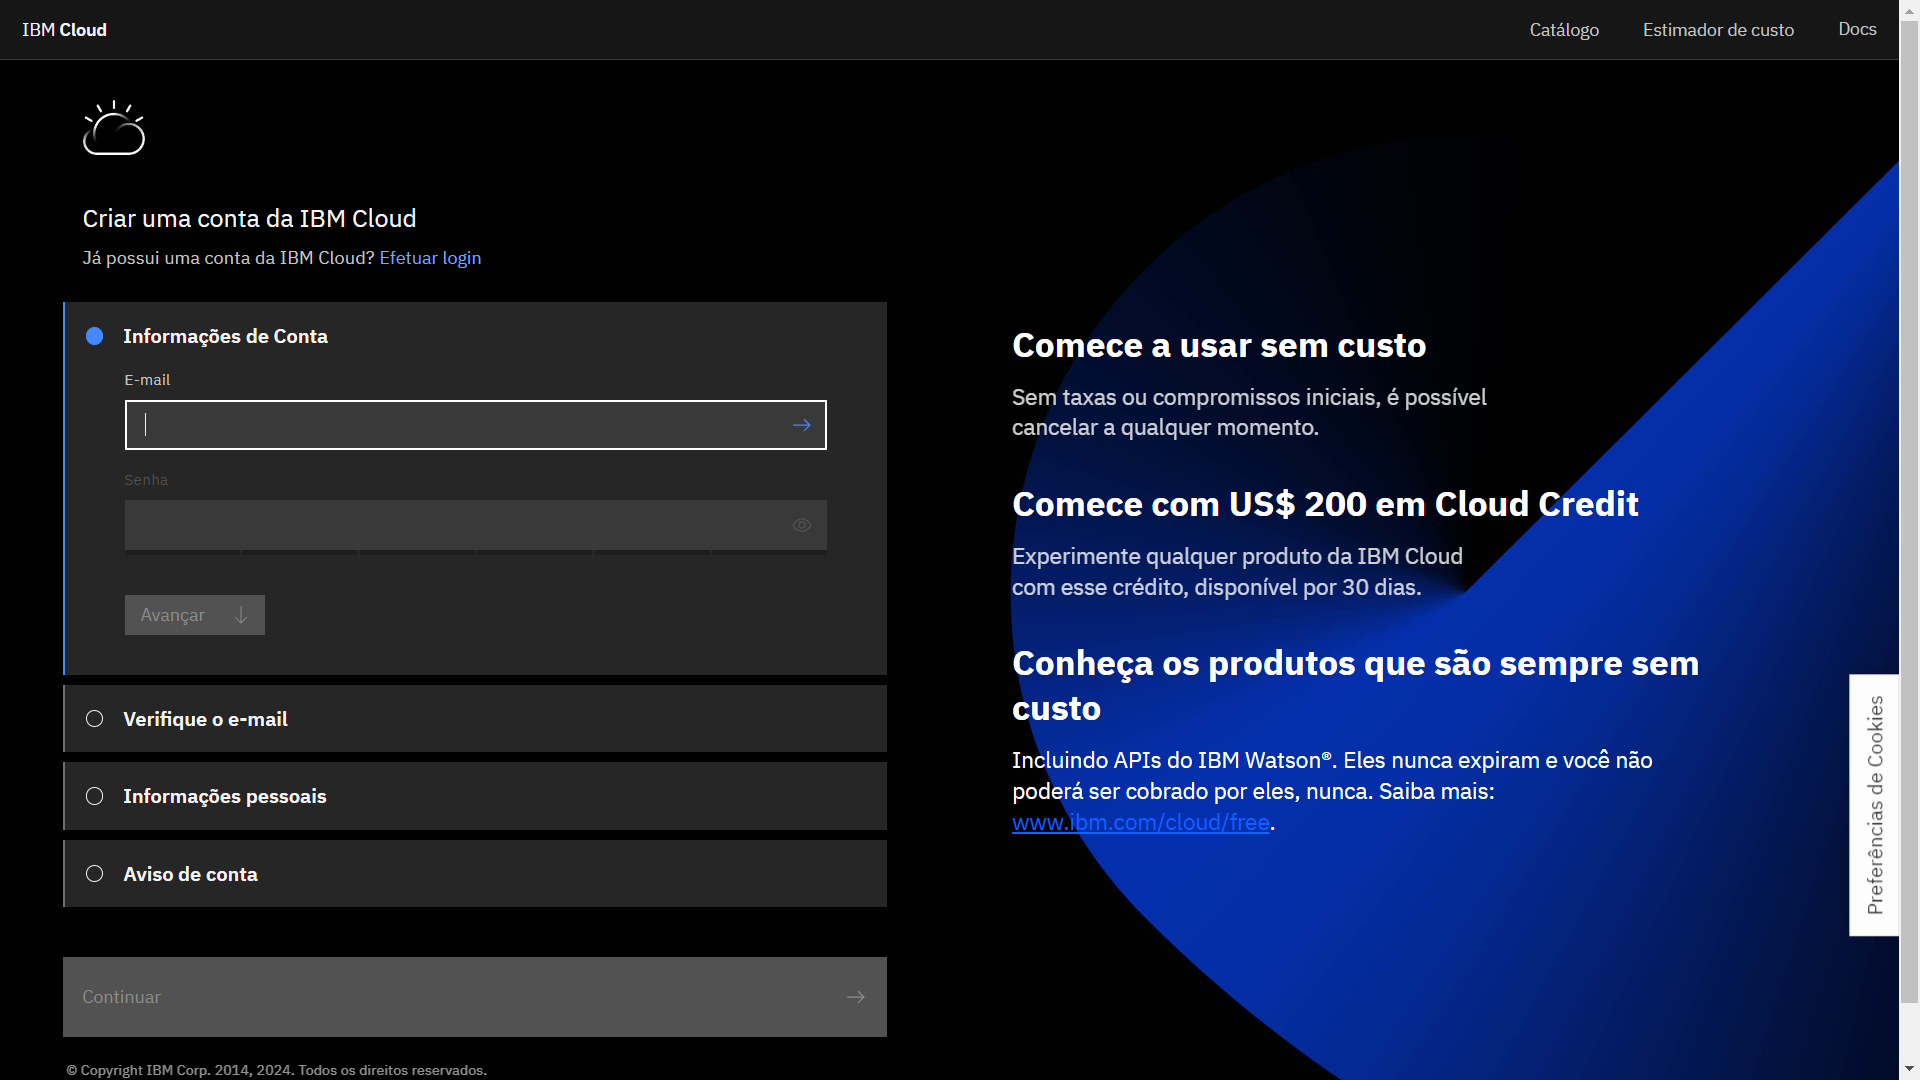 IBM Cloud
Catálogo
Estimador de custo
Docs
Criar uma conta da IBM Cloud
Já possui uma conta da IBM Cloud? Efetuar login
Informações de Conta
E-mail
Senha
Avançar
Verifique o e-mail
Informações pessoais
Aviso de conta
Continuar
© Copyright IBM Corp. 2014, 2024. Todos os direitos reservados.
Comece a usar sem custo
Sem taxas ou compromissos iniciais, é possível
cancelar a qualquer momento.
Comece com US$ 200 em Cloud Credit
Experimente qualquer produto da IBM Cloud
com esse crédito, disponível por 30 dias.
Conheça os produtos que são sempre sem
custo
Incluindo APIs do IBM Watson®. Eles nunca expiram e você não
poderá ser cobrado por eles, nunca. Saiba mais:
www.ibm.com/cloud/free.
Preferências de Cookies